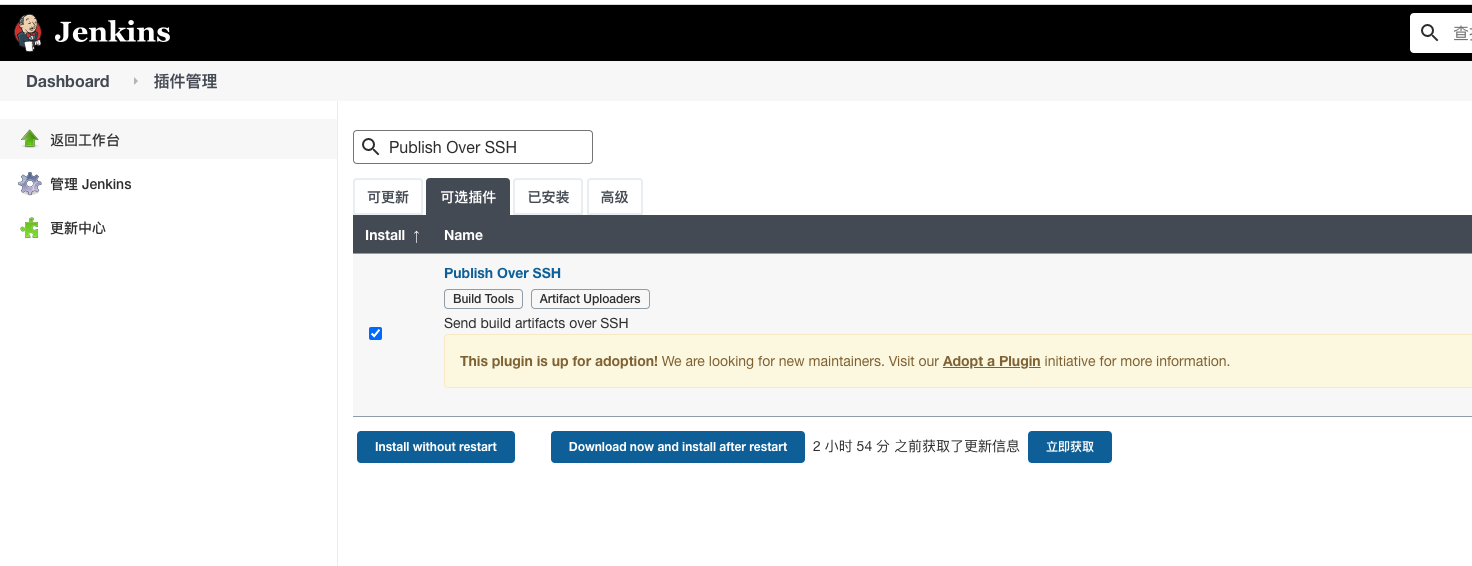 Jenkins
Dashboard 插件管理
返回工作台
管理 Jenkins
更新中心
Publish Over SSH
可更新 可选插件 已安装 高级
Install ↑ Name
Publish Over SSH
Build Tools Artifact Uploaders
Send build artifacts over SSH
This plugin is up for adoption! We are looking for new maintainers. Visit our Adopt a Plugin initiative for more information.
Install without restart Download now and install after restart 2 小时 54 分 之前获取了更新信息 立即获取